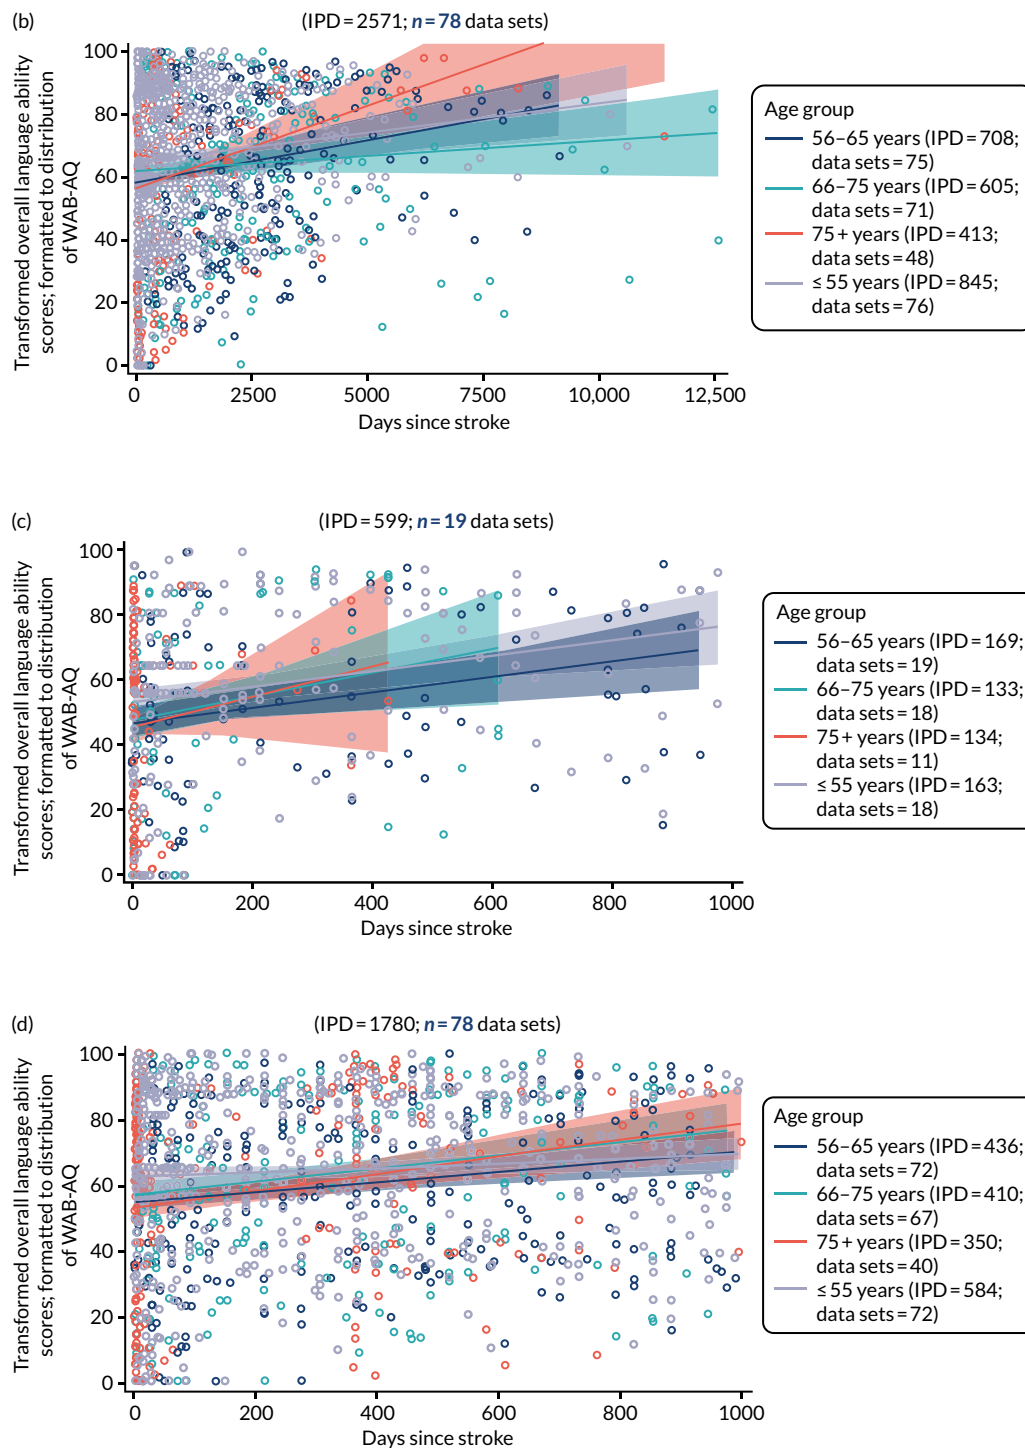 (b)
(IPD = 2571; n = 78 data sets)
Transformed overall language ability
scores; formatted to distribution
of WAB-AQ
100
80
60
40
20
0
0 2500 5000 7500 10,000 12,500
Days since stroke
Age group
56–65 years (IPD = 708;
data sets = 75)
66–75 years (IPD = 605;
data sets = 71)
75+ years (IPD = 413;
data sets = 48)
≤ 55 years (IPD = 845;
data sets = 76)
(c)
(IPD = 599; n = 19 data sets)
Transformed overall language ability
scores; formatted to distribution
of WAB-AQ
100
80
60
40
20
0
0 200 400 600 800 1000
Days since stroke
Age group
56–65 years (IPD = 169;
data sets = 19)
66–75 years (IPD = 133;
data sets = 18)
75+ years (IPD = 134;
data sets = 11)
≤ 55 years (IPD = 163;
data sets = 18)
(d)
(IPD = 1780; n = 78 data sets)
Transformed overall language ability
scores; formatted to distribution
of WAB-AQ
100
80
60
40
20
0
0 200 400 600 800 1000
Days since stroke
Age group
56–65 years (IPD = 436;
data sets = 72)
66–75 years (IPD = 410;
data sets = 67)
75+ years (IPD = 350;
data sets = 40)
≤ 55 years (IPD = 584;
data sets = 72)